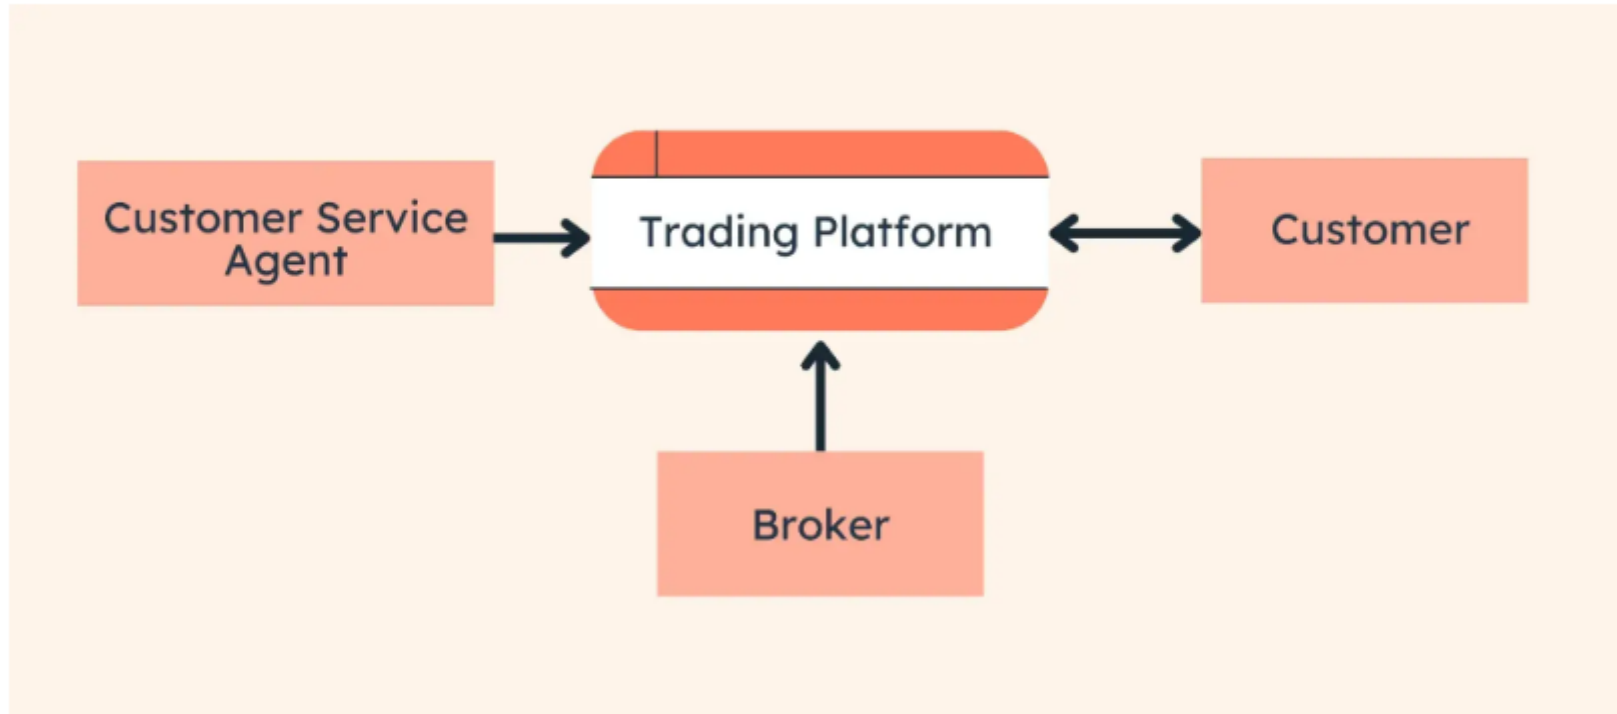 Customer Service
Agent
Trading Platform
Customer
Broker